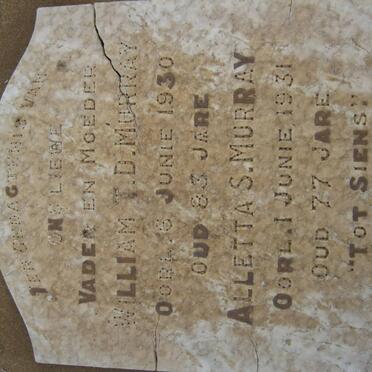 TER GEDAGTENIS VAN
ONS LIEWE
VADER EN MOEDER
WILLIAM T.D. MURRAY
OORL. 8 JUNIE 1930
OUD 83 JARE
ALLETTA S. MURRAY
OORL. 1 JUNIE 1931
OUD 77 JARE
"TOT SIENS"